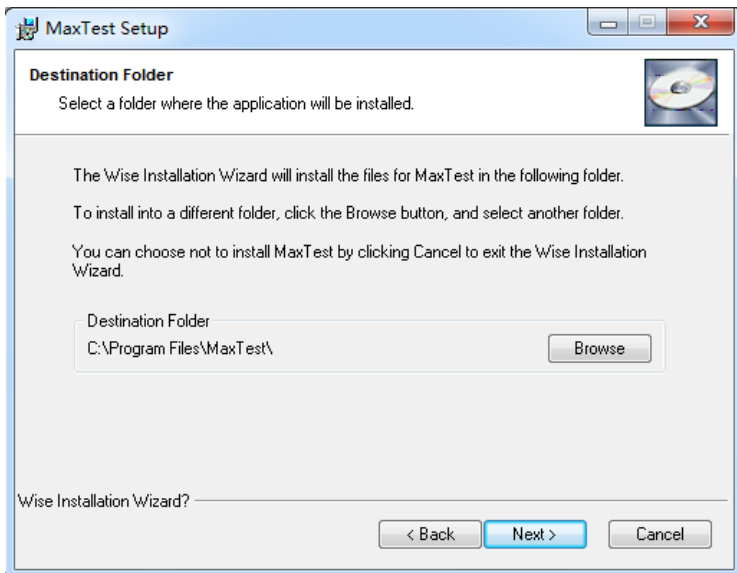 MaxTest Setup
Destination Folder
Select a folder where the application will be installed.
The Wise Installation Wizard will install the files for MaxTest in the following folder.
To install into a different folder, click the Browse button, and select another folder.
You can choose not to install MaxTest by clicking Cancel to exit the Wise Installation
Wizard.
Destination Folder
C:\Program Files\MaxTest\
Browse
Wise Installation Wizard?
< Back
Next >
Cancel